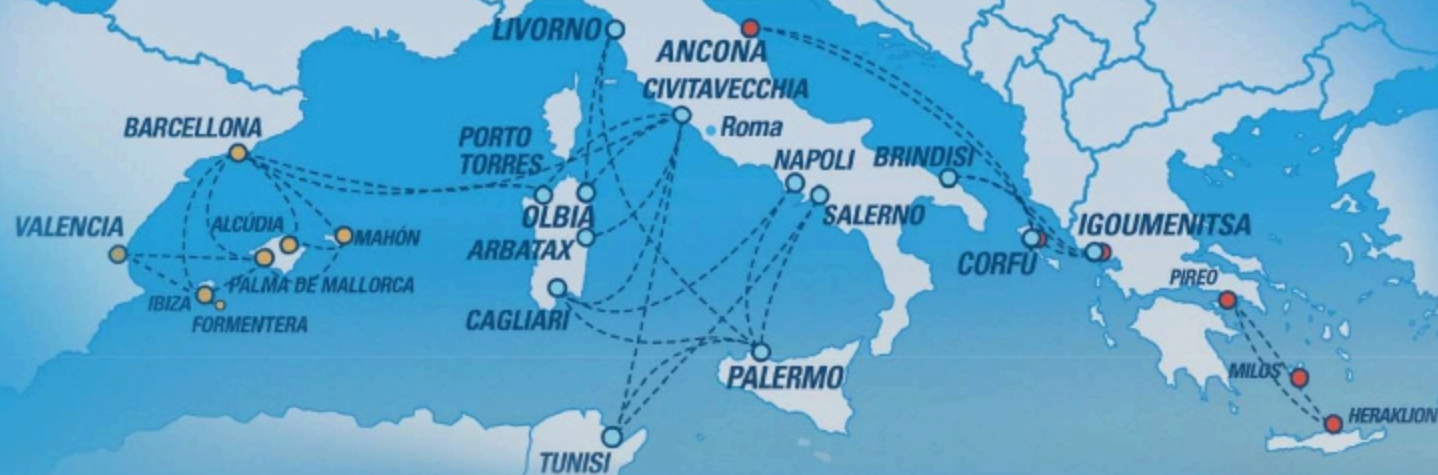 LIVORNO
ANCONA
CIVITAVECCHIA
BARCELLONA
PORTO
TORRES
Roma
NAPOLI
BRINDISI
VALENCIA
ALCÚDIA
MAHÓN
OLBIA
ARBATAX
SALERNO
IGOUMENITSA
CORFÙ
PIREO
PALMA DE MALLORCA
IBIZA
FORMENTERA
CAGLIARI
PALERMO
MILOS
HERAKLION
TUNISI